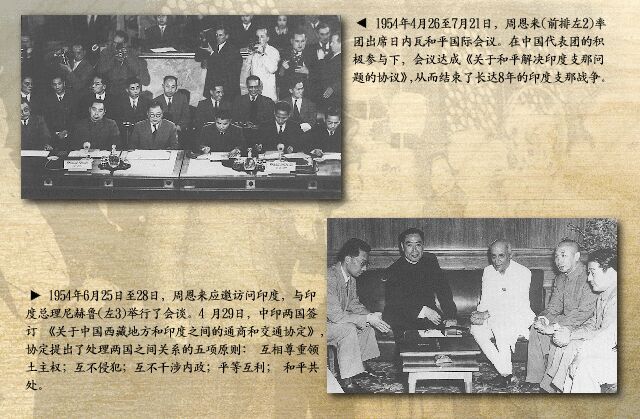 ◀ 1954年4月26至7月21日，周恩来(前排左2)率
团出席日内瓦和平国际会议。在中国代表团的积
极参与下，会议达成《关于和平解决印度支那问
题的协议》,从而结束了长达8年的印度支那战争。
▶ 1954年6月25日至28日，周恩来应邀访问印度，与印
度总理尼赫鲁(左3)举行了会谈。4 月29日，中印两国签
订 《关于中国西藏地方和印度之间的通商和交通协定》,
协定提出了处理两国之间关系的五项原则： 互相尊重领
土主权；互不侵犯；互不干涉内政；平等互利； 和平共
处。